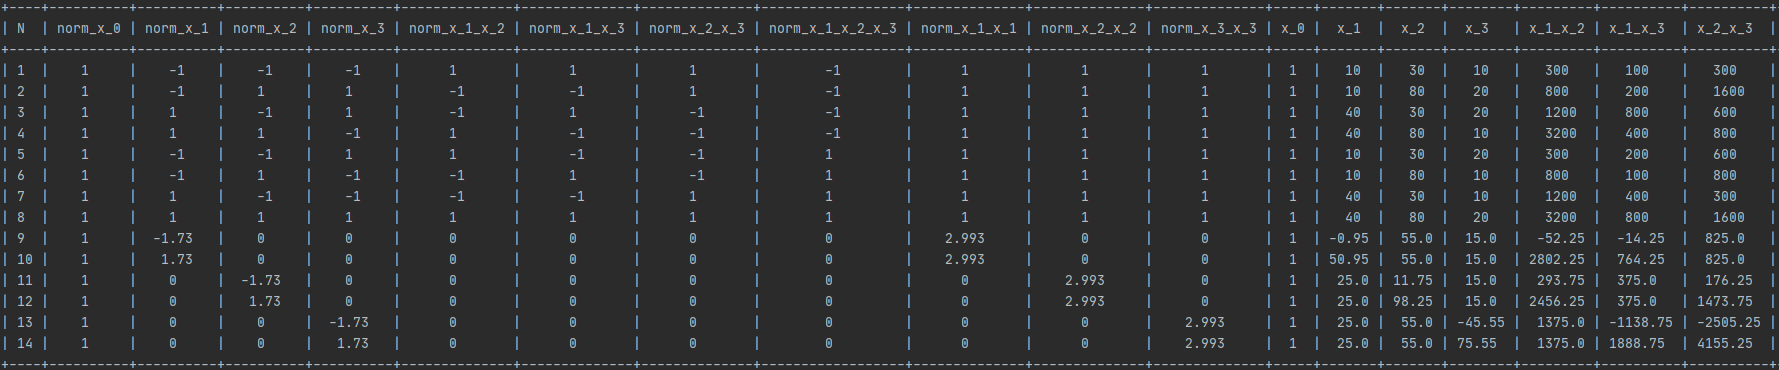 +----+----------+----------+----------+----------+--------------+--------------+--------------+------------------+--------------+--------------+--------------+-----+-------+-------+--------+---------+----------+----------+
| N  | norm_x_0 | norm_x_1 | norm_x_2 | norm_x_3 | norm_x_1_x_2 | norm_x_1_x_3 | norm_x_2_x_3 | norm_x_1_x_2_x_3 | norm_x_1_x_1 | norm_x_2_x_2 | norm_x_3_x_3 | x_0 | x_1 | x_2 | x_3 | x_1_x_2 | x_1_x_3 | x_2_x_3 |
+----+----------+----------+----------+----------+--------------+--------------+--------------+------------------+--------------+--------------+--------------+-----+-------+-------+--------+---------+----------+----------+
| 1 | 1 | -1 | -1 | -1 | 1 | 1 | 1 | -1 | 1 | 1 | 1 | 1 | 10 | 30 | 10 | 300 | 100 | 300 |
| 2 | 1 | -1 | 1 | 1 | -1 | -1 | 1 | -1 | 1 | 1 | 1 | 1 | 10 | 80 | 20 | 800 | 200 | 1600 |
| 3 | 1 | 1 | -1 | 1 | -1 | 1 | -1 | -1 | 1 | 1 | 1 | 1 | 40 | 30 | 20 | 1200 | 800 | 600 |
| 4 | 1 | 1 | 1 | -1 | 1 | -1 | -1 | -1 | 1 | 1 | 1 | 1 | 40 | 80 | 10 | 3200 | 400 | 800 |
| 5 | 1 | -1 | -1 | 1 | 1 | -1 | -1 | 1 | 1 | 1 | 1 | 1 | 10 | 30 | 20 | 300 | 200 | 600 |
| 6 | 1 | -1 | 1 | -1 | -1 | 1 | -1 | 1 | 1 | 1 | 1 | 1 | 10 | 80 | 10 | 800 | 100 | 800 |
| 7 | 1 | 1 | -1 | -1 | -1 | -1 | 1 | 1 | 1 | 1 | 1 | 1 | 40 | 30 | 10 | 1200 | 400 | 300 |
| 8 | 1 | 1 | 1 | 1 | 1 | 1 | 1 | 1 | 1 | 1 | 1 | 1 | 40 | 80 | 20 | 3200 | 800 | 1600 |
| 9 | 1 | -1.73 | 0 | 0 | 0 | 0 | 0 | 0 | 2.993 | 0 | 0 | 1 | -0.95 | 55.0 | 15.0 | -52.25 | -14.25 | 825.0 |
| 10 | 1 | 1.73 | 0 | 0 | 0 | 0 | 0 | 0 | 2.993 | 0 | 0 | 1 | 50.95 | 55.0 | 15.0 | 2802.25 | 764.25 | 825.0 |
| 11 | 1 | 0 | -1.73 | 0 | 0 | 0 | 0 | 0 | 0 | 2.993 | 0 | 1 | 25.0 | 11.75 | 15.0 | 293.75 | 375.0 | 176.25 |
| 12 | 1 | 0 | 1.73 | 0 | 0 | 0 | 0 | 0 | 0 | 2.993 | 0 | 1 | 25.0 | 98.25 | 15.0 | 2456.25 | 375.0 | 1473.75 |
| 13 | 1 | 0 | 0 | -1.73 | 0 | 0 | 0 | 0 | 0 | 0 | 2.993 | 1 | 25.0 | 55.0 | -45.55 | 1375.0 | -1138.75 | -2505.25 |
| 14 | 1 | 0 | 0 | 1.73 | 0 | 0 | 0 | 0 | 0 | 0 | 2.993 | 1 | 25.0 | 55.0 | 75.55 | 1375.0 | 1888.75 | 4155.25 |
+----+----------+----------+----------+----------+--------------+--------------+--------------+------------------+--------------+--------------+--------------+-----+-------+-------+--------+---------+----------+----------+